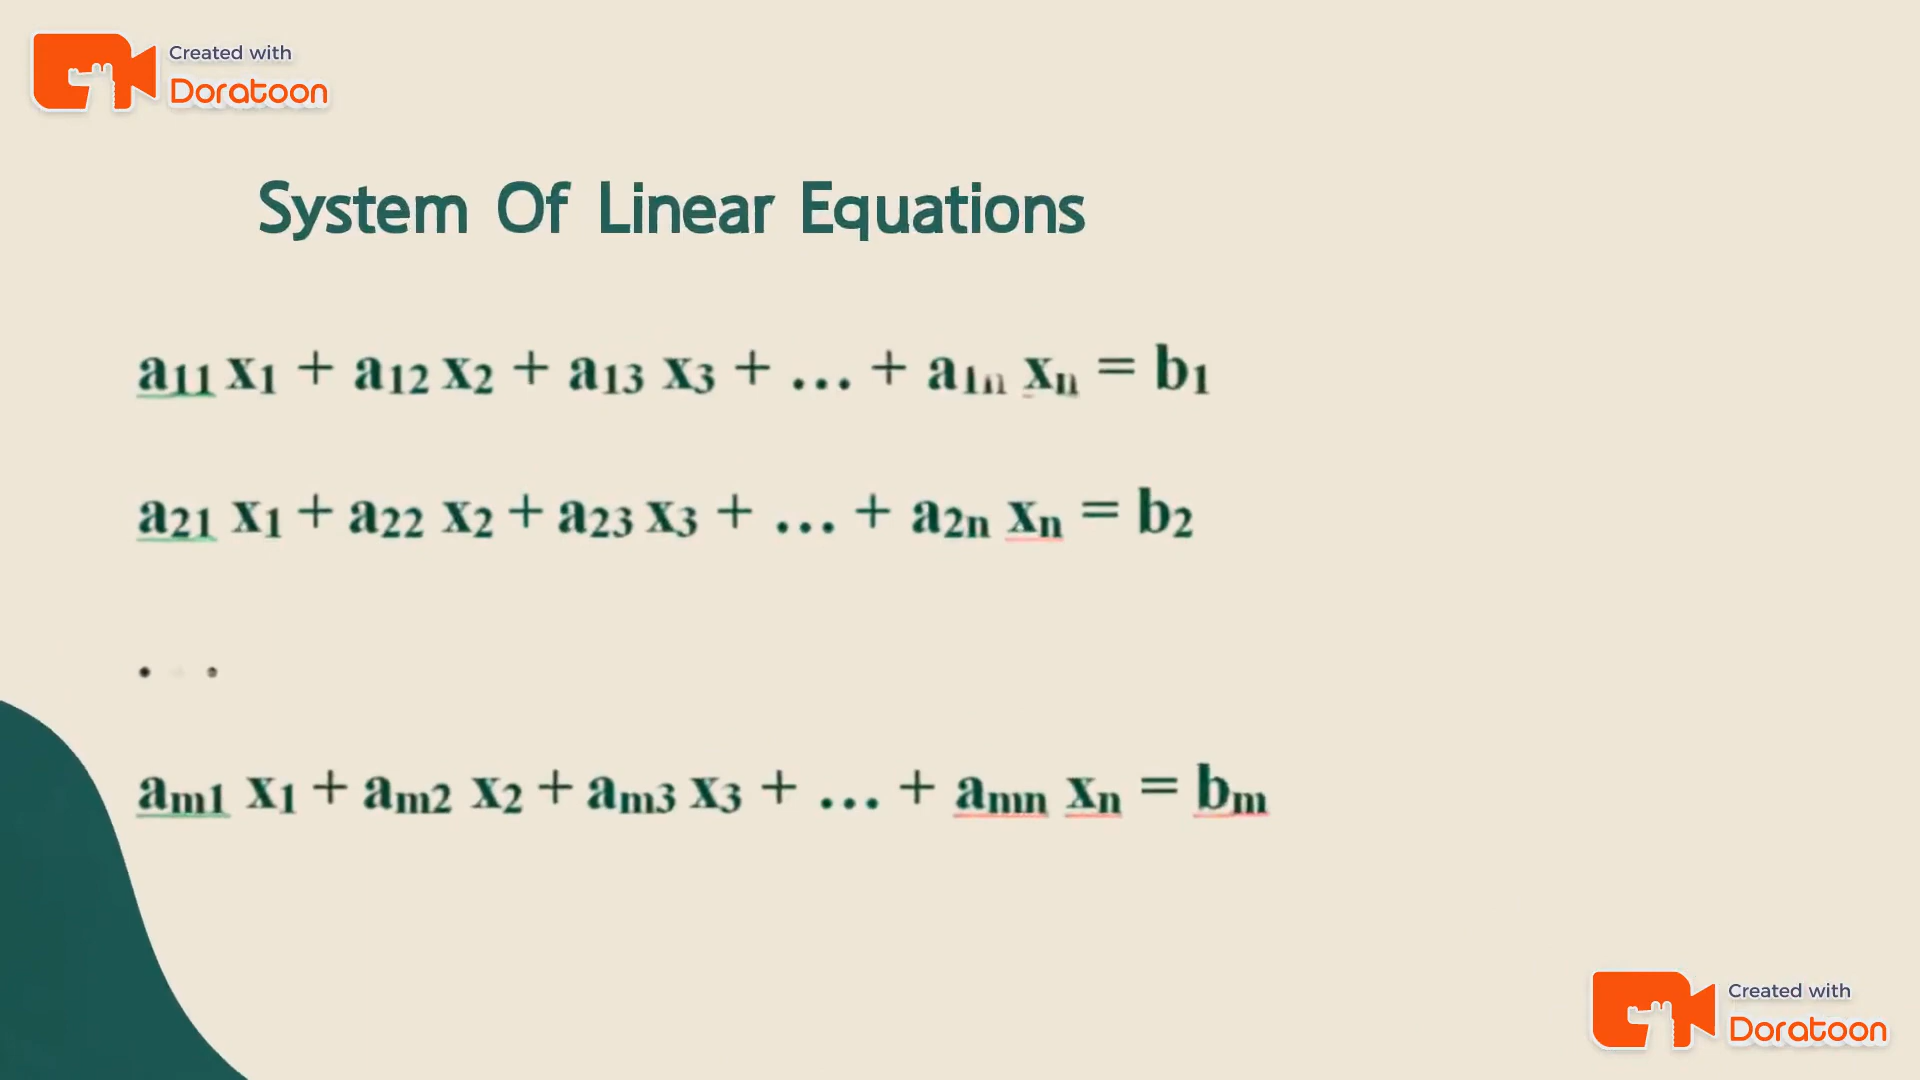 Created with
Doratoon
System Of Linear Equations
a11 x1 + a12 x2 + a13 x3 + ... + a1n xn = b1
a21 x1 + a22 x2 + a23 x3 + ... + a2n xn = b2
. .
am1 x1 + am2 x2 + am3 x3 + ... + amn xn = bm
Created with
Doratoon